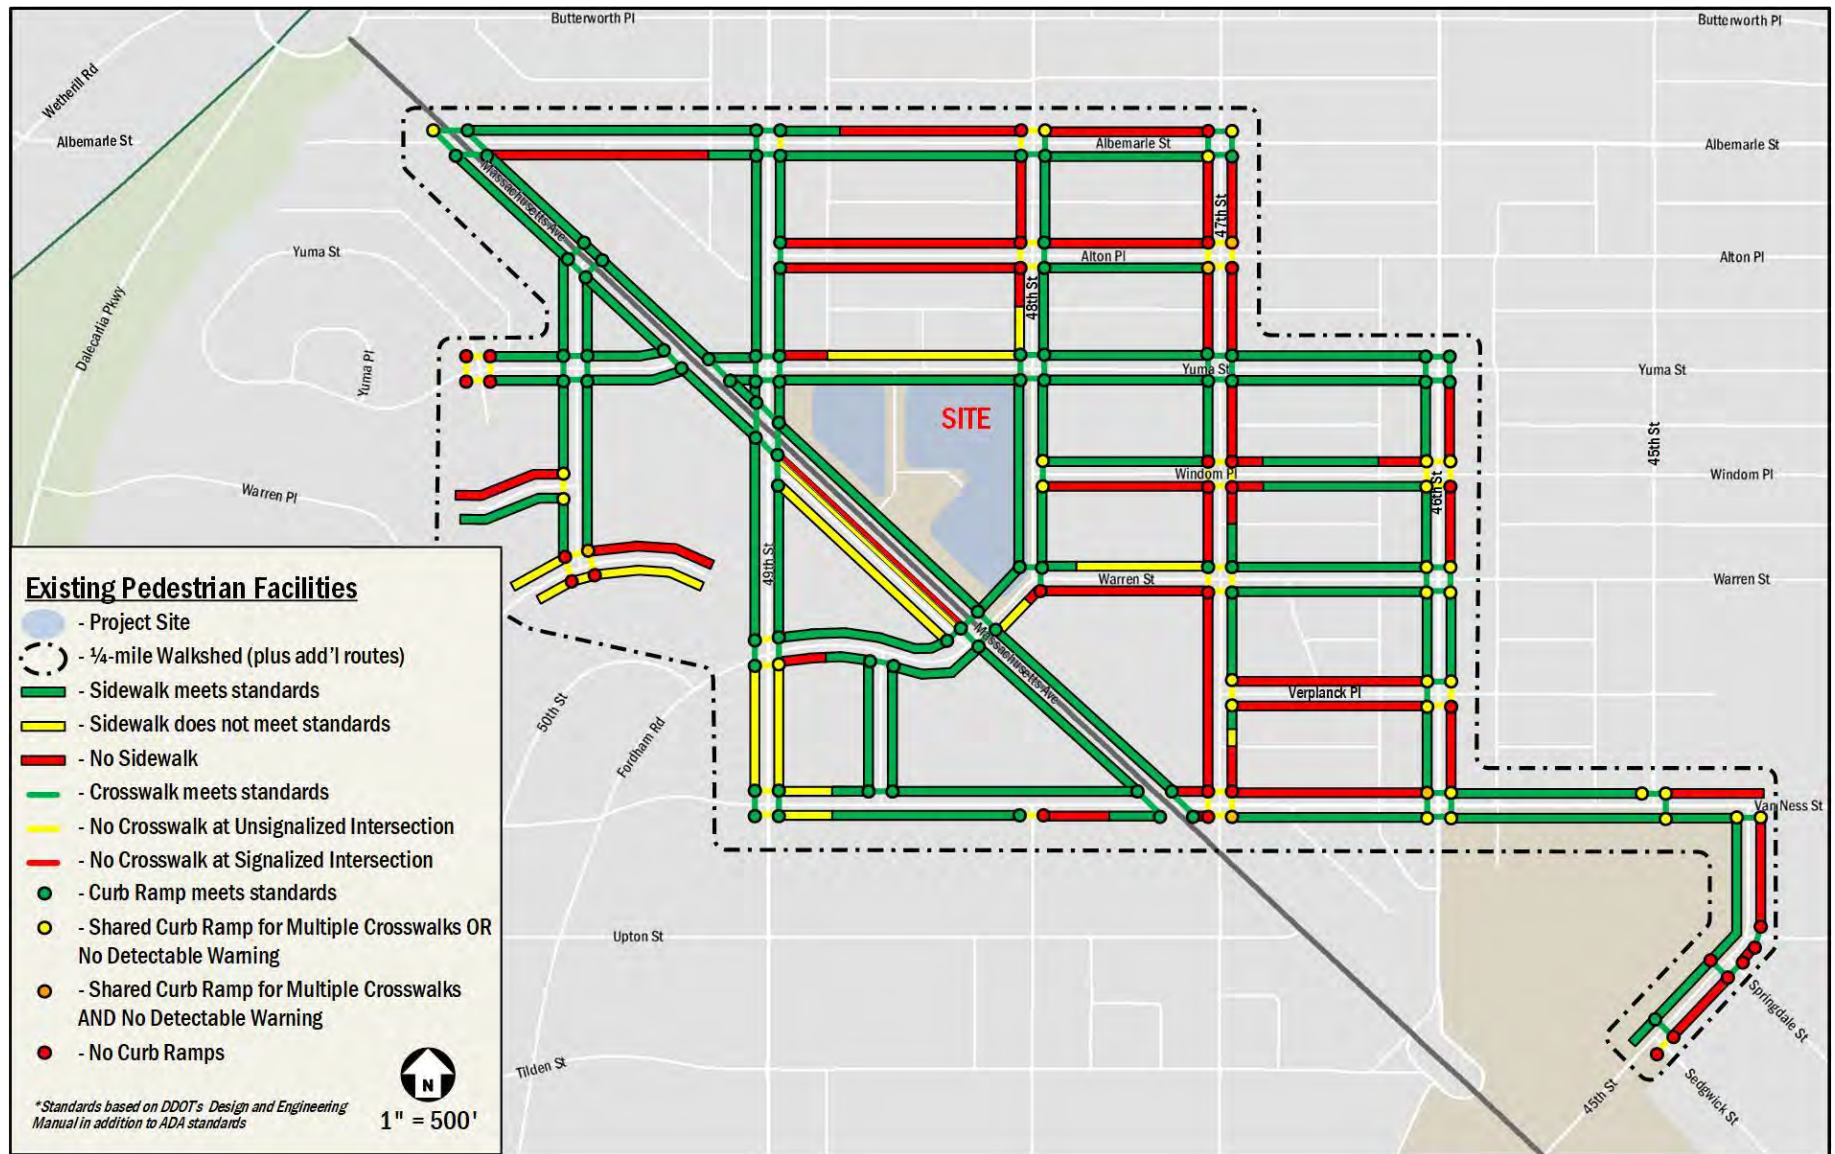 Butterworth Pl
Butterworth Pl
Wetherill Rd
Albemarle St
Albemarle St
Albemarle St
Massachusetts Ave
47th St
Yuma St
Alton Pl
Alton Pl
48th St
Dalecarlia Pkwy
Yuma Pl
Yuma St
Yuma St
SITE
45th St
Windom Pl
Windom Pl
46th St
Warren Pl
49th St
Warren St
Warren St
Massachusetts Ave
Verplanck Pl
50th St
Fordham Rd
Van Ness St
Upton St
Springdale St
Tilden St
45th St
Sedgwick St
Existing Pedestrian Facilities
- Project Site
- ¼-mile Walkshed (plus add'l routes)
- Sidewalk meets standards
- Sidewalk does not meet standards
- No Sidewalk
- Crosswalk meets standards
- No Crosswalk at Unsignalized Intersection
- No Crosswalk at Signalized Intersection
- Curb Ramp meets standards
- Shared Curb Ramp for Multiple Crosswalks OR
No Detectable Warning
- Shared Curb Ramp for Multiple Crosswalks
AND No Detectable Warning
- No Curb Ramps
N
1" = 500'
*Standards based on DDOT's Design and Engineering
Manual in addition to ADA standards